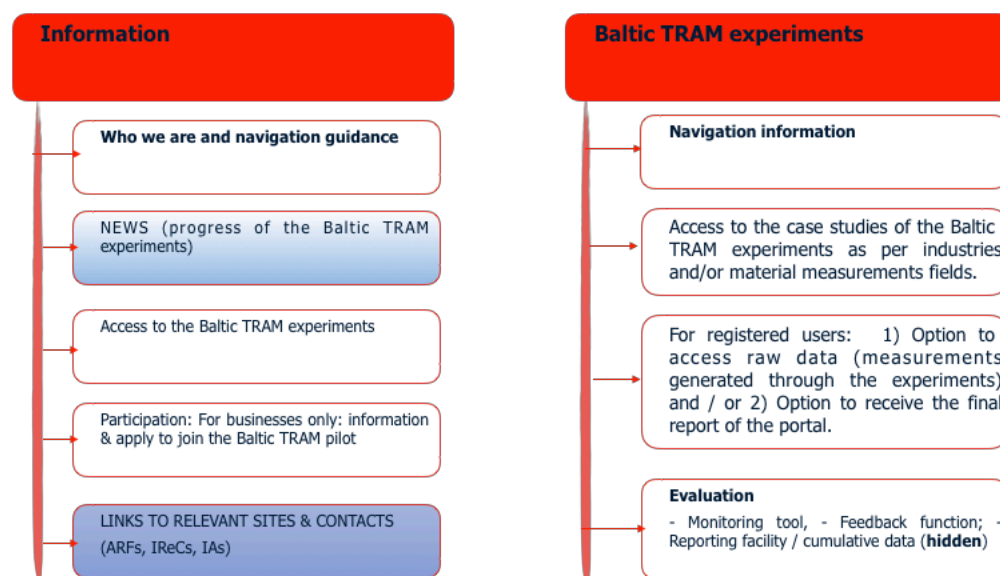 Information
Who we are and navigation guidance
NEWS (progress of the Baltic TRAM
experiments)
Access to the Baltic TRAM experiments
Participation: For businesses only: information
& apply to join the Baltic TRAM pilot
LINKS TO RELEVANT SITES & CONTACTS
(ARFs, IReCs, IAs)
Baltic TRAM experiments
Navigation information
Access to the case studies of the Baltic
TRAM experiments as per industries
and/or material measurements fields.
For registered users: 1) Option to
access raw data (measurements
generated through the experiments)
and / or 2) Option to receive the final
report of the portal.
Evaluation
- Monitoring tool, - Feedback function; -
Reporting facility / cumulative data (hidden)